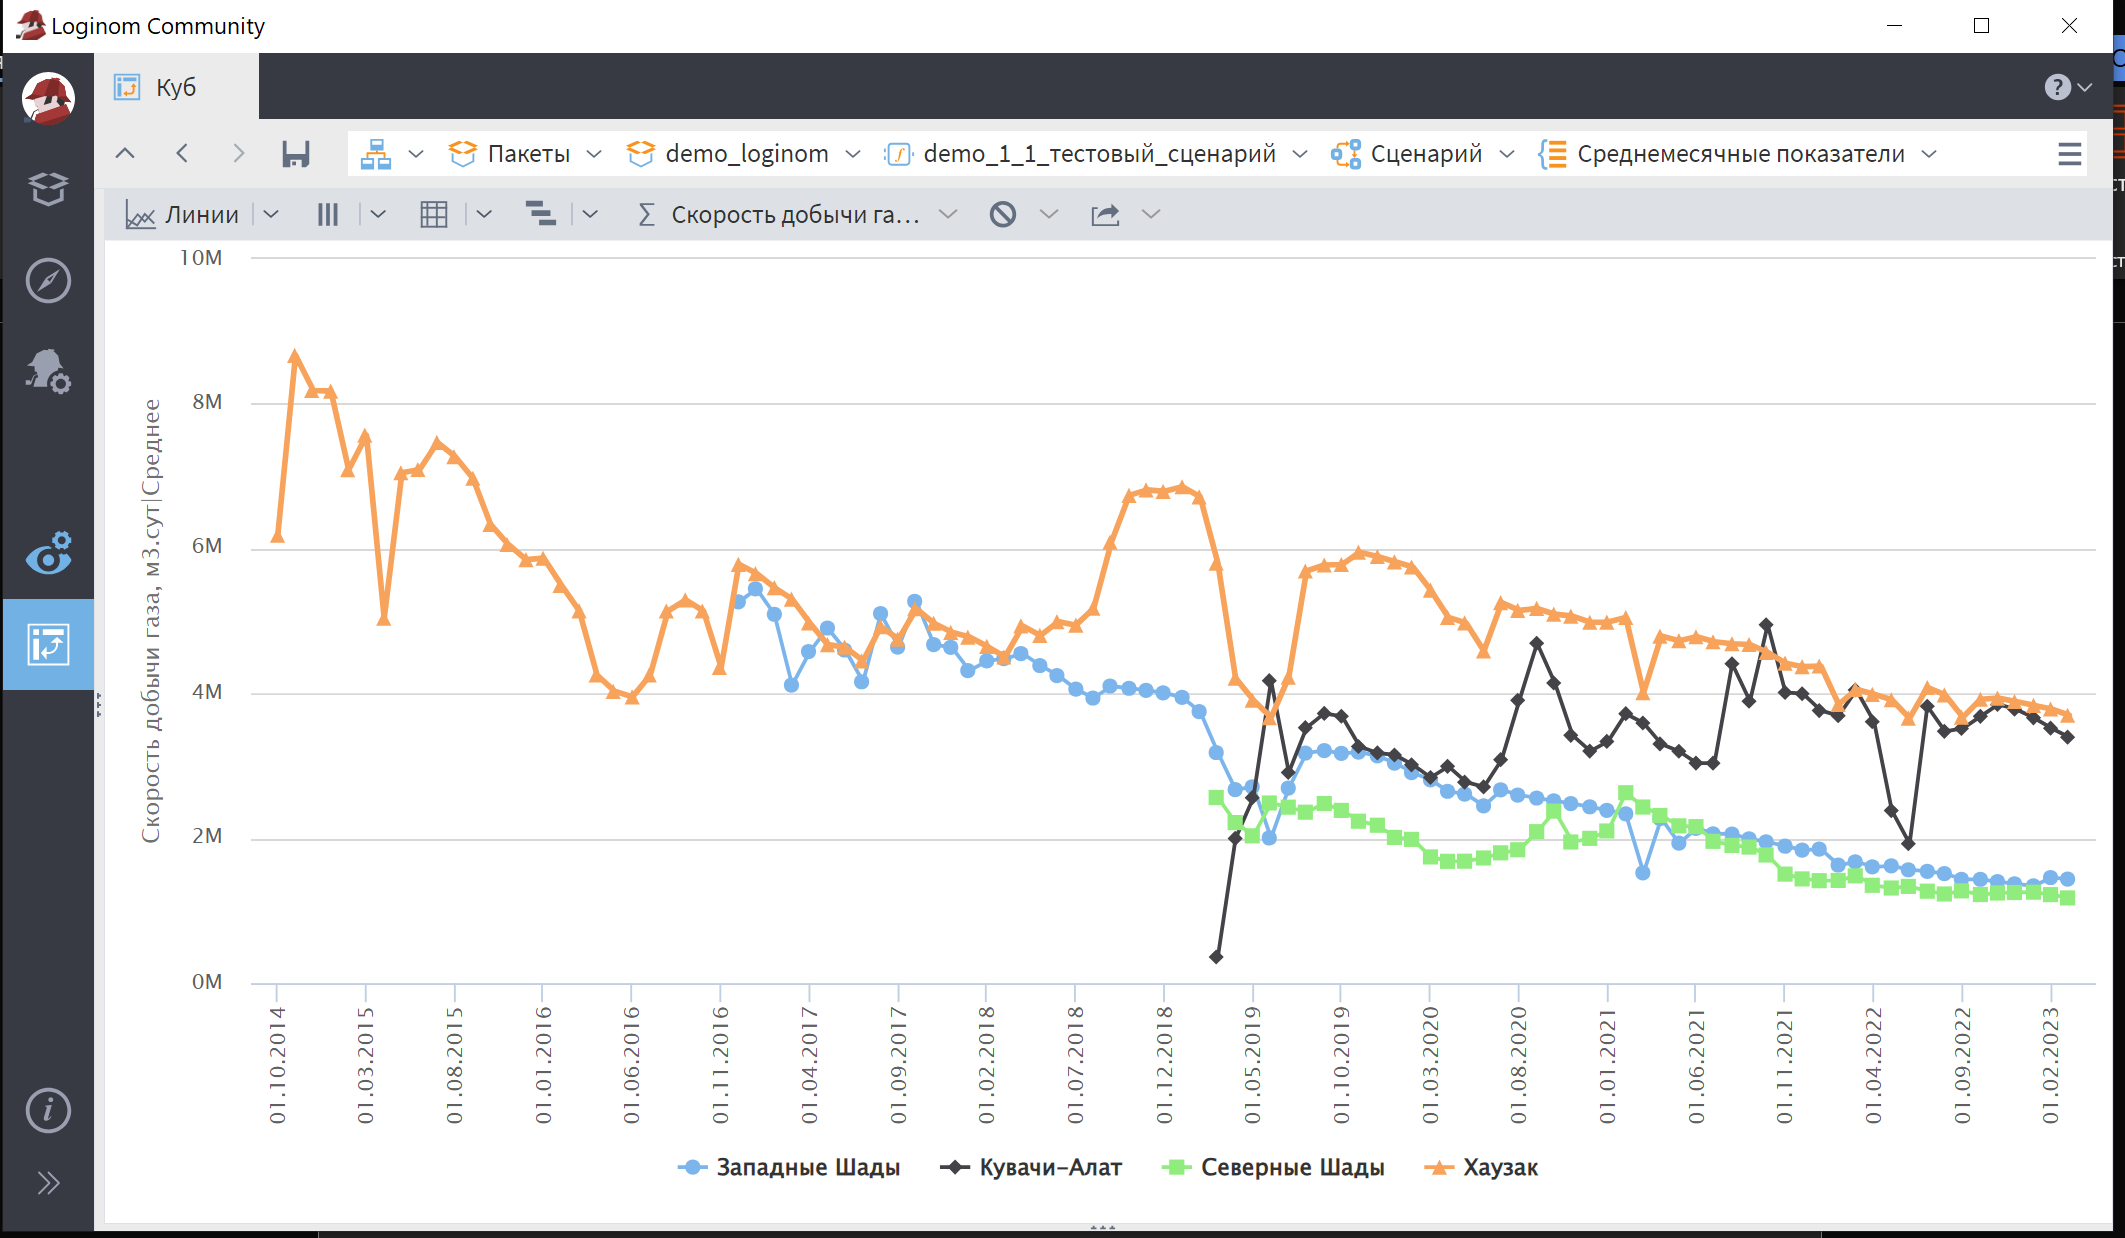 Loginom Community
Куб
Пакеты demo_loginom demo_1_1_тестовый_сценарий Сценарий Среднемесячные показатели
Линии Скорость добычи га...
Скорость добычи газа, м3.сут|Среднее
10M
8M
6M
4M
2M
0M
01.10.2014
01.03.2015
01.08.2015
01.01.2016
01.06.2016
01.11.2016
01.04.2017
01.09.2017
01.02.2018
01.07.2018
01.12.2018
01.05.2019
01.10.2019
01.03.2020
01.08.2020
01.01.2021
01.06.2021
01.11.2021
01.04.2022
01.09.2022
01.02.2023
Западные Шады Кувачи-Алат Северные Шады Хаузак